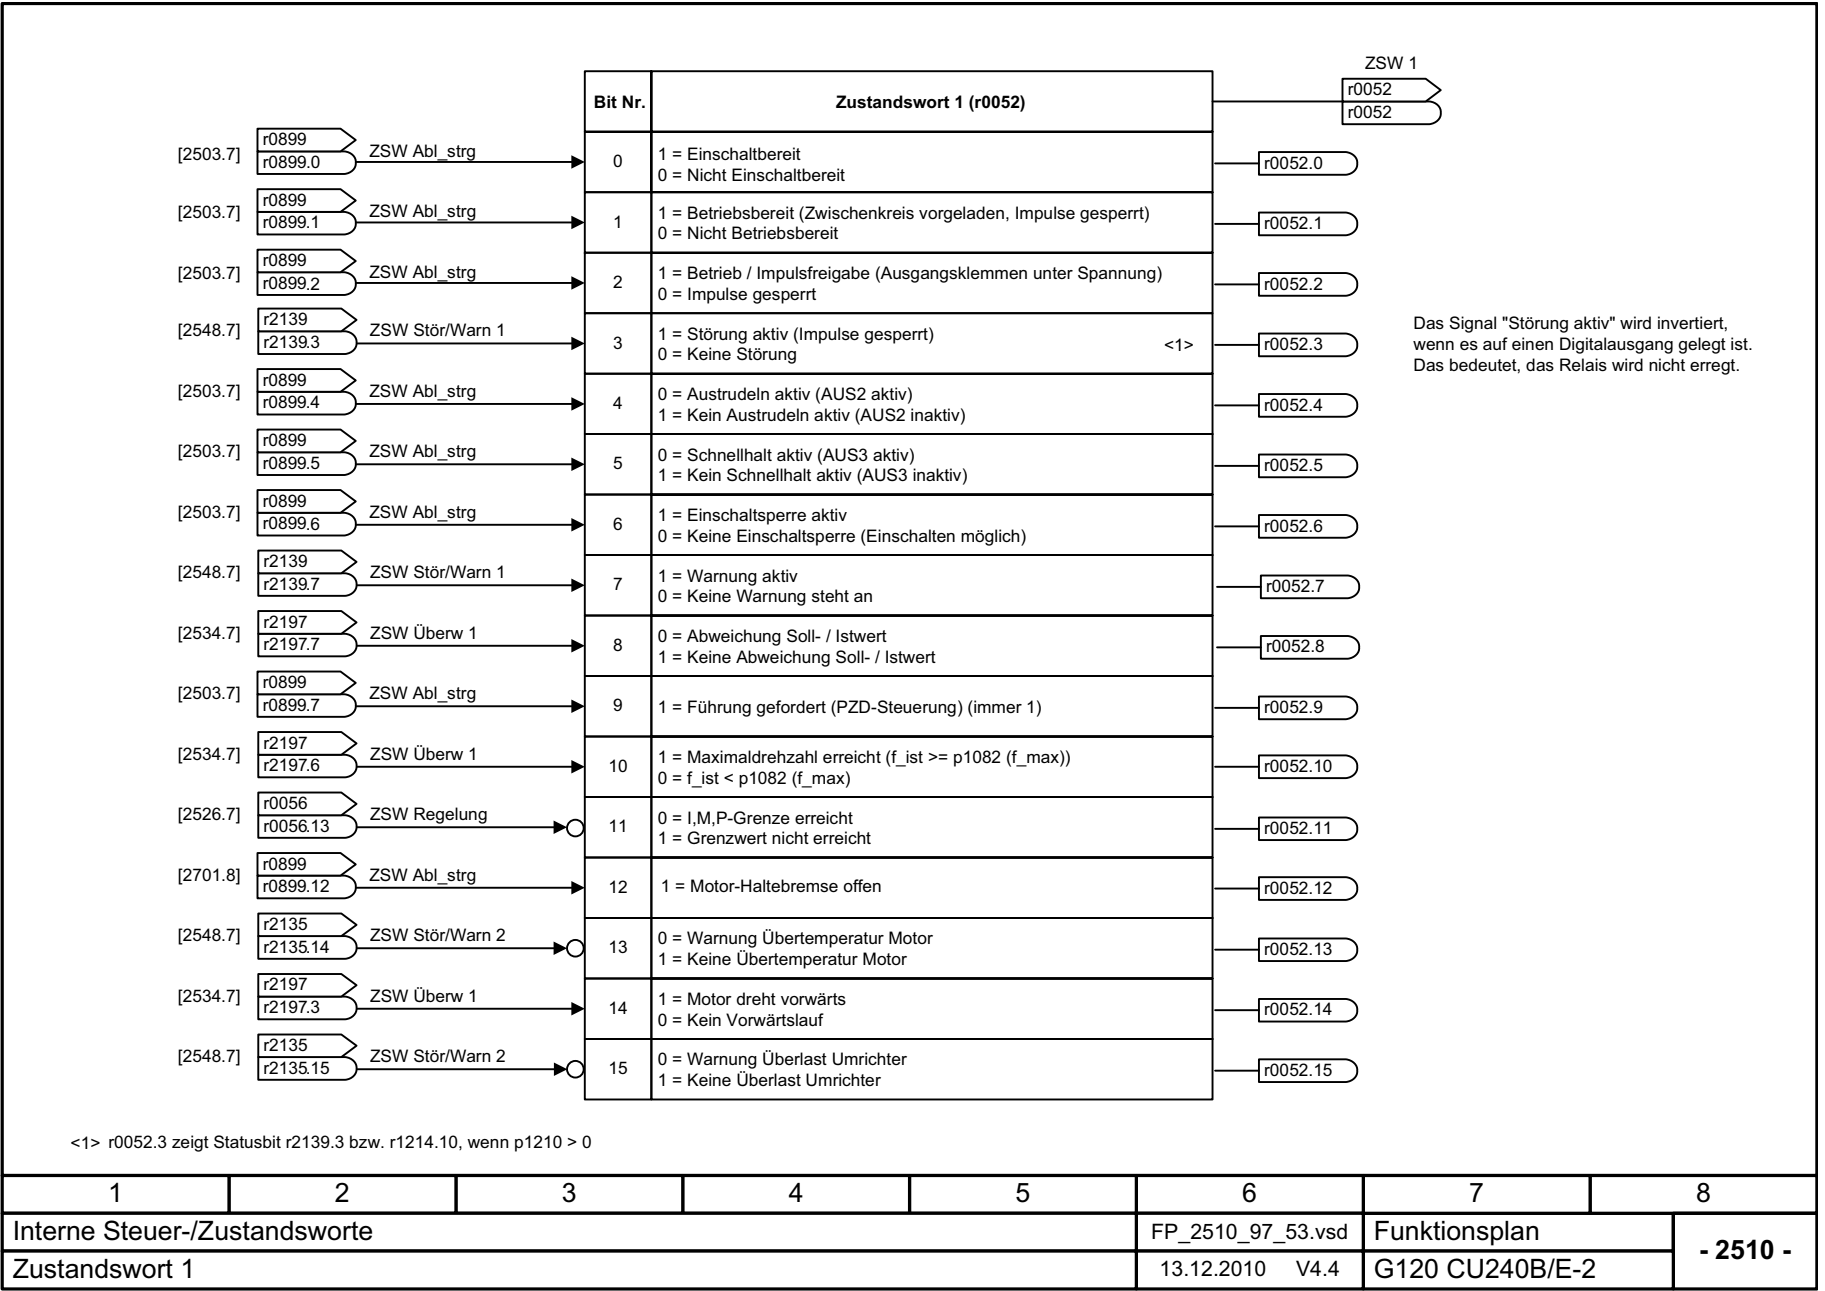 ZSW 1
r0052
r0052
Bit Nr.
Zustandswort 1 (r0052)
[2503.7]
r0899
r0899.0
ZSW Abl_strg
0
1 = Einschaltbereit
0 = Nicht Einschaltbereit
r0052.0
[2503.7]
r0899
r0899.1
ZSW Abl_strg
1
1 = Betriebsbereit (Zwischenkreis vorgeladen, Impulse gesperrt)
0 = Nicht Betriebsbereit
r0052.1
[2503.7]
r0899
r0899.2
ZSW Abl_strg
2
1 = Betrieb / Impulsfreigabe (Ausgangsklemmen unter Spannung)
0 = Impulse gesperrt
r0052.2
[2548.7]
r2139
r2139.3
ZSW Stör/Warn 1
3
1 = Störung aktiv (Impulse gesperrt)
0 = Keine Störung
<1>
r0052.3
Das Signal "Störung aktiv" wird invertiert,
wenn es auf einen Digitalausgang gelegt ist.
Das bedeutet, das Relais wird nicht erregt.
[2503.7]
r0899
r0899.4
ZSW Abl_strg
4
0 = Austrudeln aktiv (AUS2 aktiv)
1 = Kein Austrudeln aktiv (AUS2 inaktiv)
r0052.4
[2503.7]
r0899
r0899.5
ZSW Abl_strg
5
0 = Schnellhalt aktiv (AUS3 aktiv)
1 = Kein Schnellhalt aktiv (AUS3 inaktiv)
r0052.5
[2503.7]
r0899
r0899.6
ZSW Abl_strg
6
1 = Einschaltsperre aktiv
0 = Keine Einschaltsperre (Einschalten möglich)
r0052.6
[2548.7]
r2139
r2139.7
ZSW Stör/Warn 1
7
1 = Warnung aktiv
0 = Keine Warnung steht an
r0052.7
[2534.7]
r2197
r2197.7
ZSW Überw 1
8
0 = Abweichung Soll- / Istwert
1 = Keine Abweichung Soll- / Istwert
r0052.8
[2503.7]
r0899
r0899.7
ZSW Abl_strg
9
1 = Führung gefordert (PZD-Steuerung) (immer 1)
r0052.9
[2534.7]
r2197
r2197.6
ZSW Überw 1
10
1 = Maximaldrehzahl erreicht (f_ist >= p1082 (f_max))
0 = f_ist < p1082 (f_max)
r0052.10
[2526.7]
r0056
r0056.13
ZSW Regelung
11
0 = I,M,P-Grenze erreicht
1 = Grenzwert nicht erreicht
r0052.11
[2701.8]
r0899
r0899.12
ZSW Abl_strg
12
1 = Motor-Haltebremse offen
r0052.12
[2548.7]
r2135
r2135.14
ZSW Stör/Warn 2
13
0 = Warnung Übertemperatur Motor
1 = Keine Übertemperatur Motor
r0052.13
[2534.7]
r2197
r2197.3
ZSW Überw 1
14
1 = Motor dreht vorwärts
0 = Kein Vorwärtslauf
r0052.14
[2548.7]
r2135
r2135.15
ZSW Stör/Warn 2
15
0 = Warnung Überlast Umrichter
1 = Keine Überlast Umrichter
r0052.15
<1> r0052.3 zeigt Statusbit r2139.3 bzw. r1214.10, wenn p1210 > 0
1 2 3 4 5 6 7 8
Interne Steuer-/Zustandsworte
FP_2510_97_53.vsd
Funktionsplan
- 2510 -
Zustandswort 1
13.12.2010 V4.4
G120 CU240B/E-2